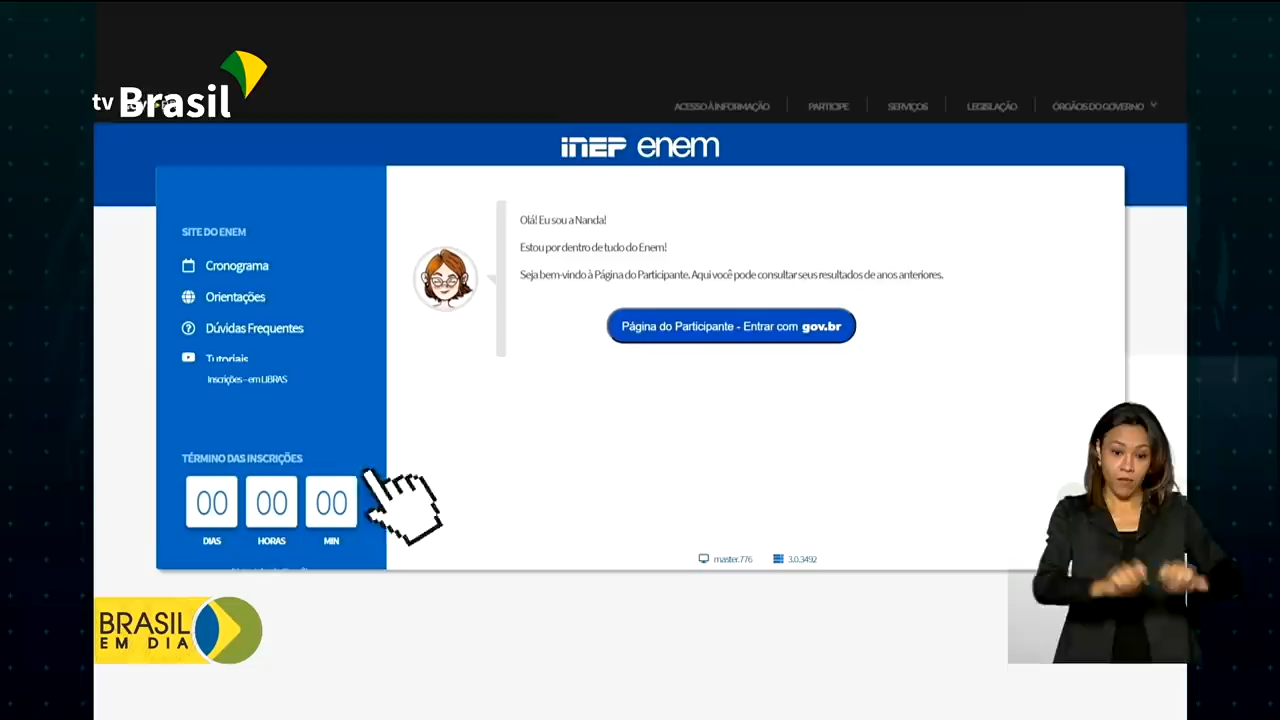 tv Brasil
ACESSO À INFORMAÇÃO
PARTICIPE
SERVIÇOS
LEGISLAÇÃO
ÓRGÃOS DO GOVERNO
inep enem
SITE DO ENEM
Cronograma
Orientações
Dúvidas Frequentes
Tutoriais
Inscrições – em LIBRAS
TÉRMINO DAS INSCRIÇÕES
00 00 00
DIAS HORAS MIN
Olá! Eu sou a Nanda!
Estou por dentro de tudo do Enem!
Seja bem-vindo à Página do Participante. Aqui você pode consultar seus resultados de anos anteriores.
Página do Participante - Entrar com gov.br
master.776
3.0.3492
BRASIL
EM DIA